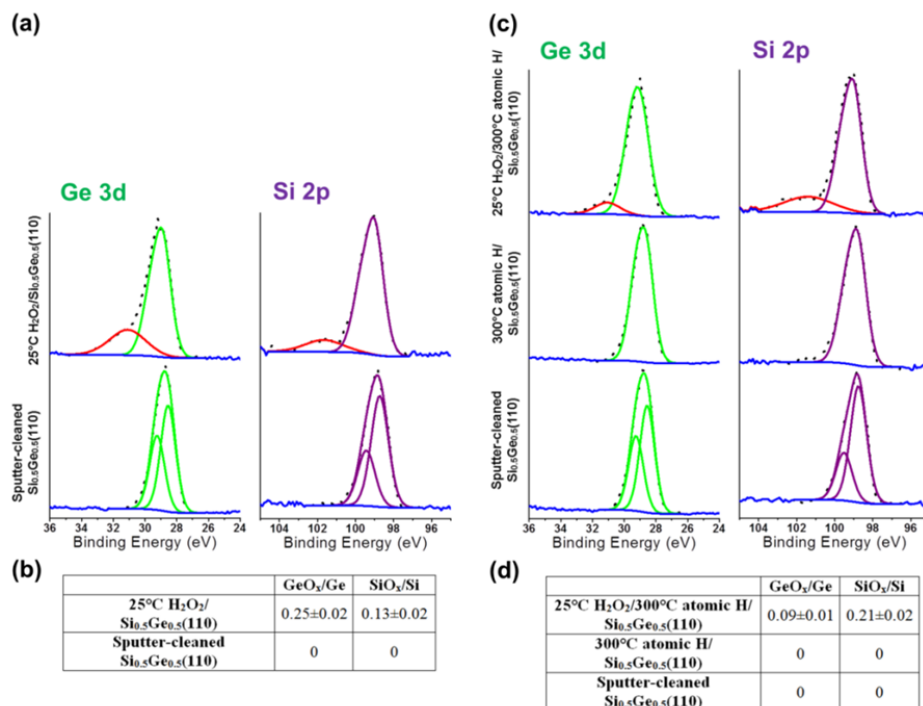 (a)
Ge 3d
Si 2p
25°C H₂O₂/Si₀.₅Ge₀.₅(110)
Sputter-cleaned
Si₀.₅Ge₀.₅(110)
36 34 32 30 28 26 24
104 102 100 98 96
Binding Energy (eV)
Binding Energy (eV)
(b)
GeOₓ/Ge
SiOₓ/Si
25°C H₂O₂/
Si₀.₅Ge₀.₅(110)
0.25±0.02
0.13±0.02
Sputter-cleaned
Si₀.₅Ge₀.₅(110)
0
0
(c)
Ge 3d
Si 2p
25°C H₂O₂/300°C atomic H/
Si₀.₅Ge₀.₅(110)
300°C atomic H/
Si₀.₅Ge₀.₅(110)
Sputter-cleaned
Si₀.₅Ge₀.₅(110)
36 34 32 30 28 26 24
104 102 100 98 96
Binding Energy (eV)
Binding Energy (eV)
(d)
GeOₓ/Ge
SiOₓ/Si
25°C H₂O₂/300°C atomic H/
Si₀.₅Ge₀.₅(110)
0.09±0.01
0.21±0.02
300°C atomic H/
Si₀.₅Ge₀.₅(110)
0
0
Sputter-cleaned
Si₀.₅Ge₀.₅(110)
0
0